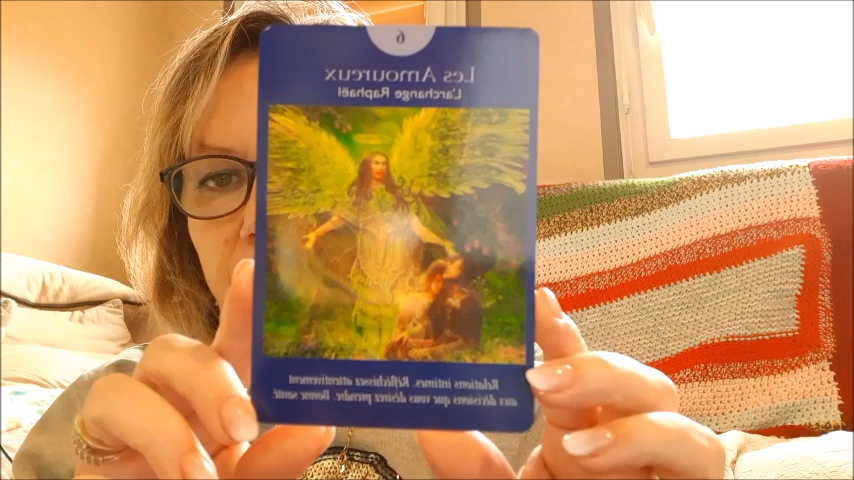 6
Les Amoureux
L'archange Raphaël
Relations intimes. Réfléchissez attentivement
aux décisions que vous désirez prendre. Bonne santé